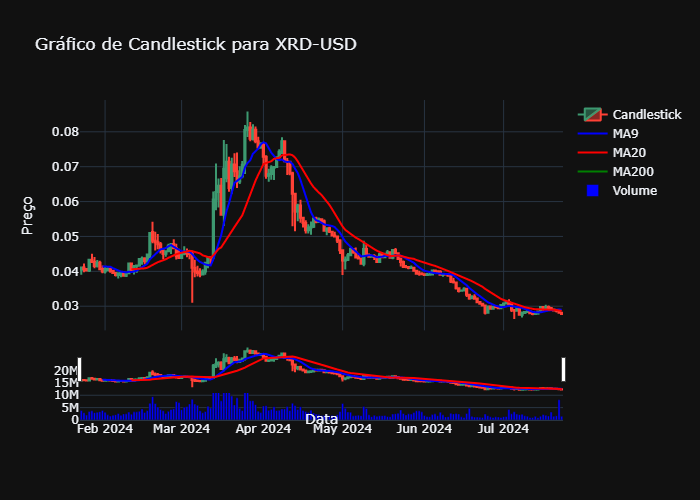 Gráfico de Candlestick para XRD-USD
Candlestick
MA9
MA20
MA200
Volume
Preço
0.08
0.07
0.06
0.05
0.04
0.03
20M
15M
10M
5M
0
Feb 2024
Mar 2024
Apr 2024
May 2024
Jun 2024
Jul 2024
Data